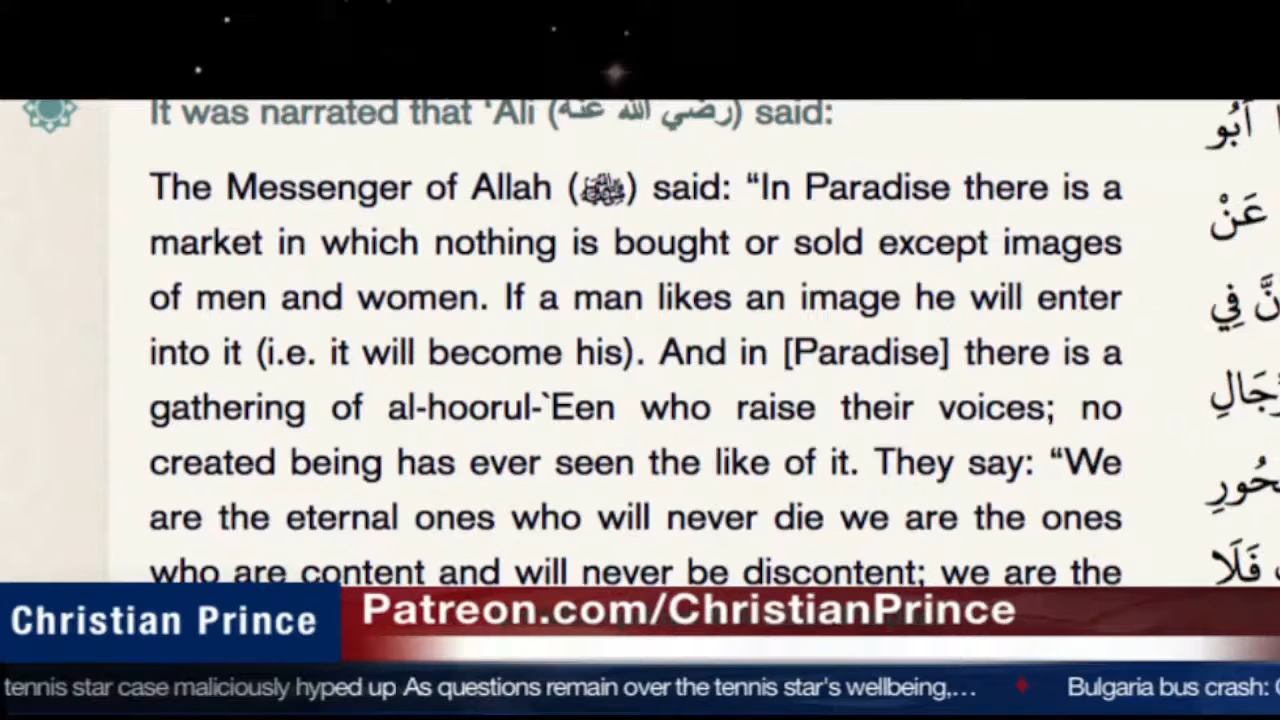 It was narrated that 'Ali (رضي الله عنه) said:
The Messenger of Allah (ﷺ) said: “In Paradise there is a
market in which nothing is bought or sold except images
of men and women. If a man likes an image he will enter
into it (i.e. it will become his). And in [Paradise] there is a
gathering of al-hoorul-`Een who raise their voices; no
created being has ever seen the like of it. They say: “We
are the eternal ones who will never die we are the ones
who are content and will never be discontent; we are the
أَبُو
عَنْ
نَّ فِي
جَالِ
حُورِ
فَلَا
Christian Prince
Patreon.com/ChristianPrince
tennis star case maliciously hyped up As questions remain over the tennis star's wellbeing,... Bulgaria bus crash: